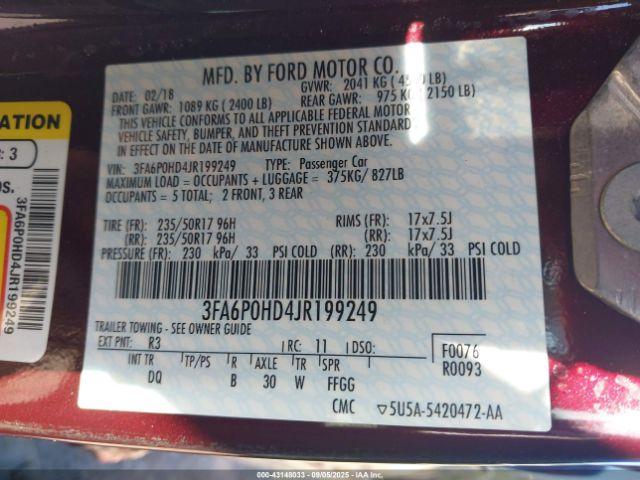 MFD. BY FORD MOTOR CO.
DATE: 02/18
GVWR: 2041 KG ( LB)
FRONT GAWR: 1089 KG ( 2400 LB)
REAR GAWR: 975 KG ( 2150 LB)
THIS VEHICLE CONFORMS TO ALL APPLICABLE FEDERAL MOTOR
VEHICLE SAFETY, BUMPER, AND THEFT PREVENTION STANDARDS
IN EFFECT ON THE DATE OF MANUFACTURE SHOWN ABOVE.
VIN: 3FA6P0HD4JR199249 TYPE: Passenger Car
MAXIMUM LOAD = OCCUPANTS + LUGGAGE = 375KG/ 827LB
OCCUPANTS = 5 TOTAL; 2 FRONT, 3 REAR
TIRE (FR): 235/50R17 96H RIMS (FR): 17x7.5J
(RR): 235/50R17 96H (RR): 17x7.5J
PRESSURE (FR): 230 kPa/ 33 PSI COLD (RR): 230 kPa/ 33 PSI COLD
3FA6P0HD4JR199249
TRAILER TOWING - SEE OWNER GUIDE
EXT PNT: R3 RC: 11 DSO: F0076
R0093
INT TR TP/PS R AXLE TR SPR
DQ B 30 W FFGG
CMC ▽5U5A-5420472-AA
ATION
: 3
os.
3FA6P0HD4JR199249
© 000-43148033 - 09/05/2025 - IAAI.COM